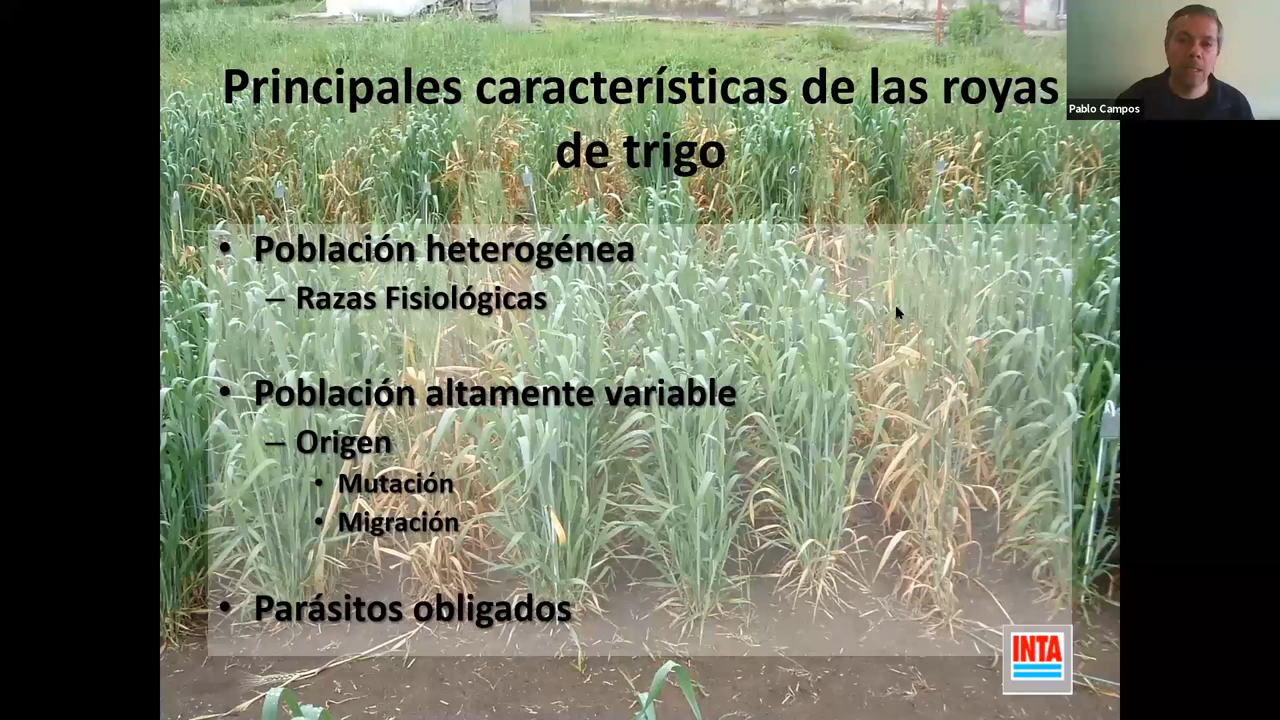 Principales características de las royas
de trigo
Pablo Campos
• Población heterogénea
– Razas Fisiológicas
• Población altamente variable
– Origen
• Mutación
• Migración
• Parásitos obligados
INTA